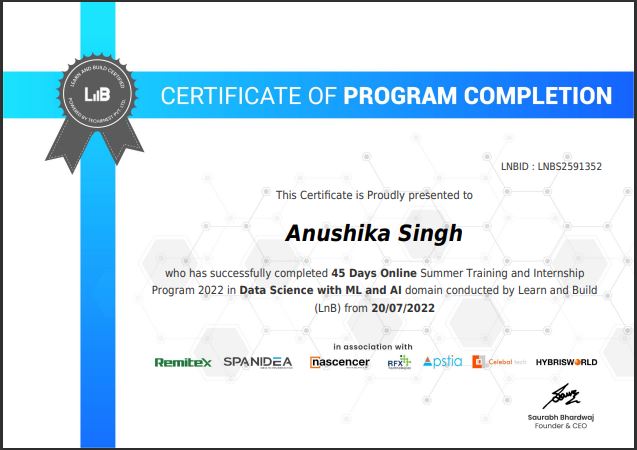 LEARN AND BUILD CERTIFIED
LnB
POWERED BY TECHVANEST PVT. LTD.
CERTIFICATE OF PROGRAM COMPLETION
LNBID : LNBS2591352
This Certificate is Proudly presented to
Anushika Singh
who has successfully completed 45 Days Online Summer Training and Internship
Program 2022 in Data Science with ML and AI domain conducted by Learn and Build
(LnB) from 20/07/2022
in association with
Remitex SPANIDEA nascencer RFX Technologies Apstia Celebal tech HYBRISWORLD
Saurabh Bhardwaj
Founder & CEO